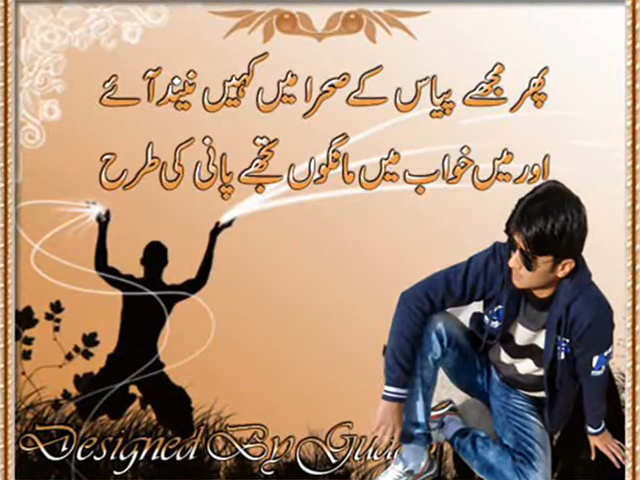 پھر مجھے پیاس کے صحرا میں کہیں نیند آئے
اور میں خواب میں مانگوں تجھے پانی کی طرح
Designed By